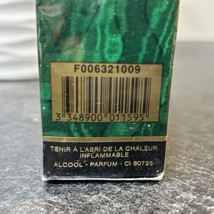 F006321009
3 348900 011595
TENIR À L'ABRI DE LA CHALEUR
INFLAMMABLE
ALCOOL - PARFUM - CI 60725